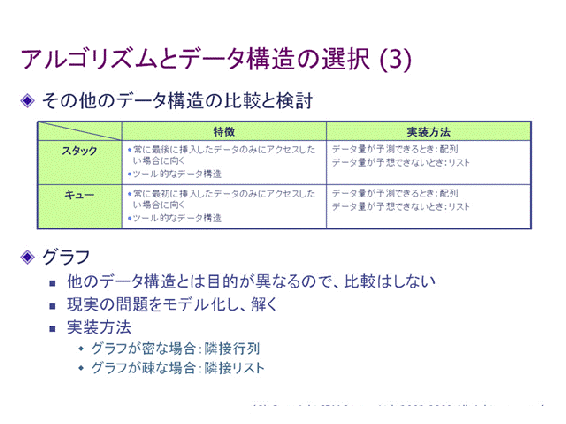 アルゴリズムとデータ構造の選択 (3)
その他のデータ構造の比較と検討
特徴 実装方法
スタック
•常に最後に挿入したデータのみにアクセスした
い場合に向く
•ツール的なデータ構造
データ量が予測できるとき:配列
データ量が予想できないとき:リスト
キュー
•常に最初に挿入したデータのみにアクセスした
い場合に向く
•ツール的なデータ構造
データ量が予測できるとき:配列
データ量が予想できないとき:リスト
グラフ
他のデータ構造とは目的が異なるので、比較はしない
現実の問題をモデル化し、解く
実装方法
グラフが密な場合:隣接行列
グラフが疎な場合:隣接リスト